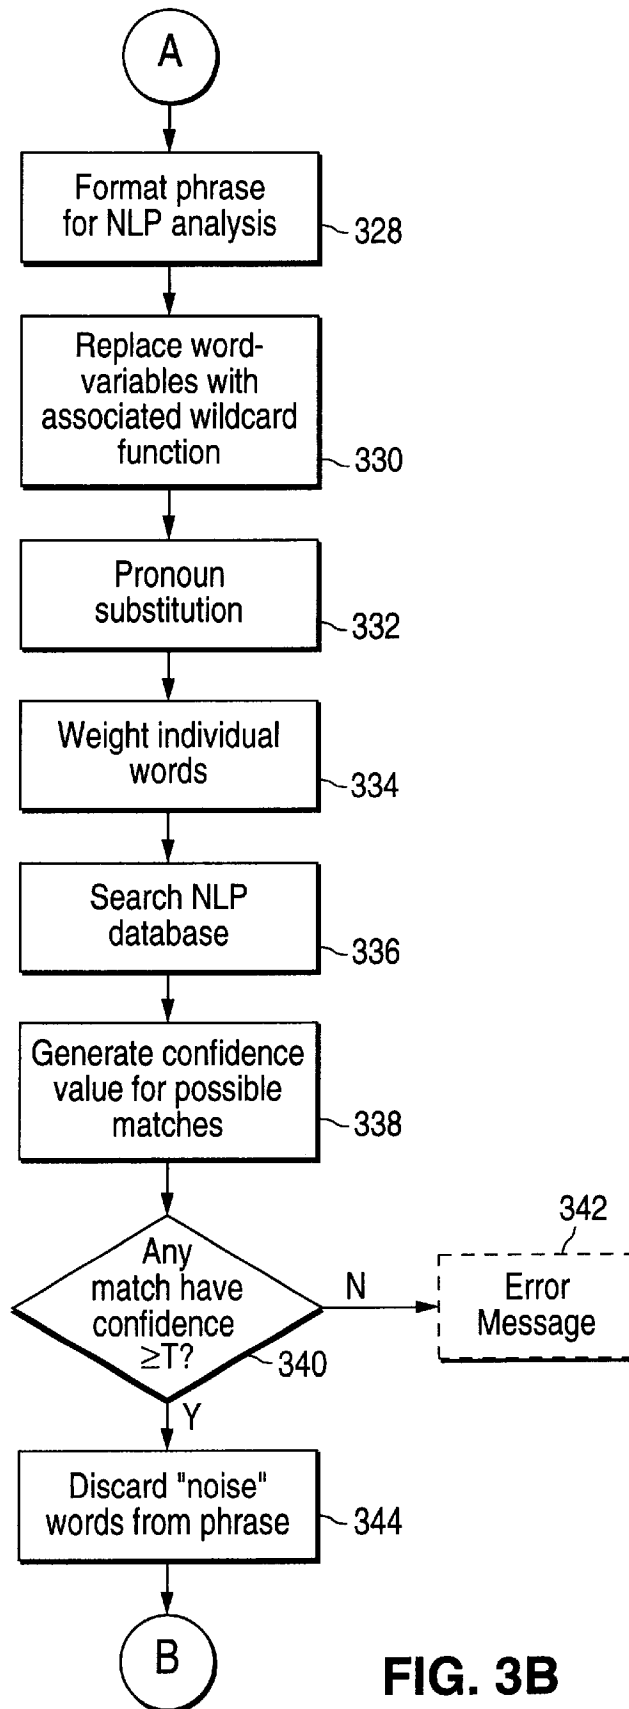 A
Format phrase
for NLP analysis
328
Replace word-
variables with
associated wildcard
function
330
Pronoun
substitution
332
Weight individual
words
334
Search NLP
database
336
Generate confidence
value for possible
matches
338
342
Any
match have
confidence
≥T?
340
N
Error
Message
Y
Discard "noise"
words from phrase
344
B
FIG. 3B